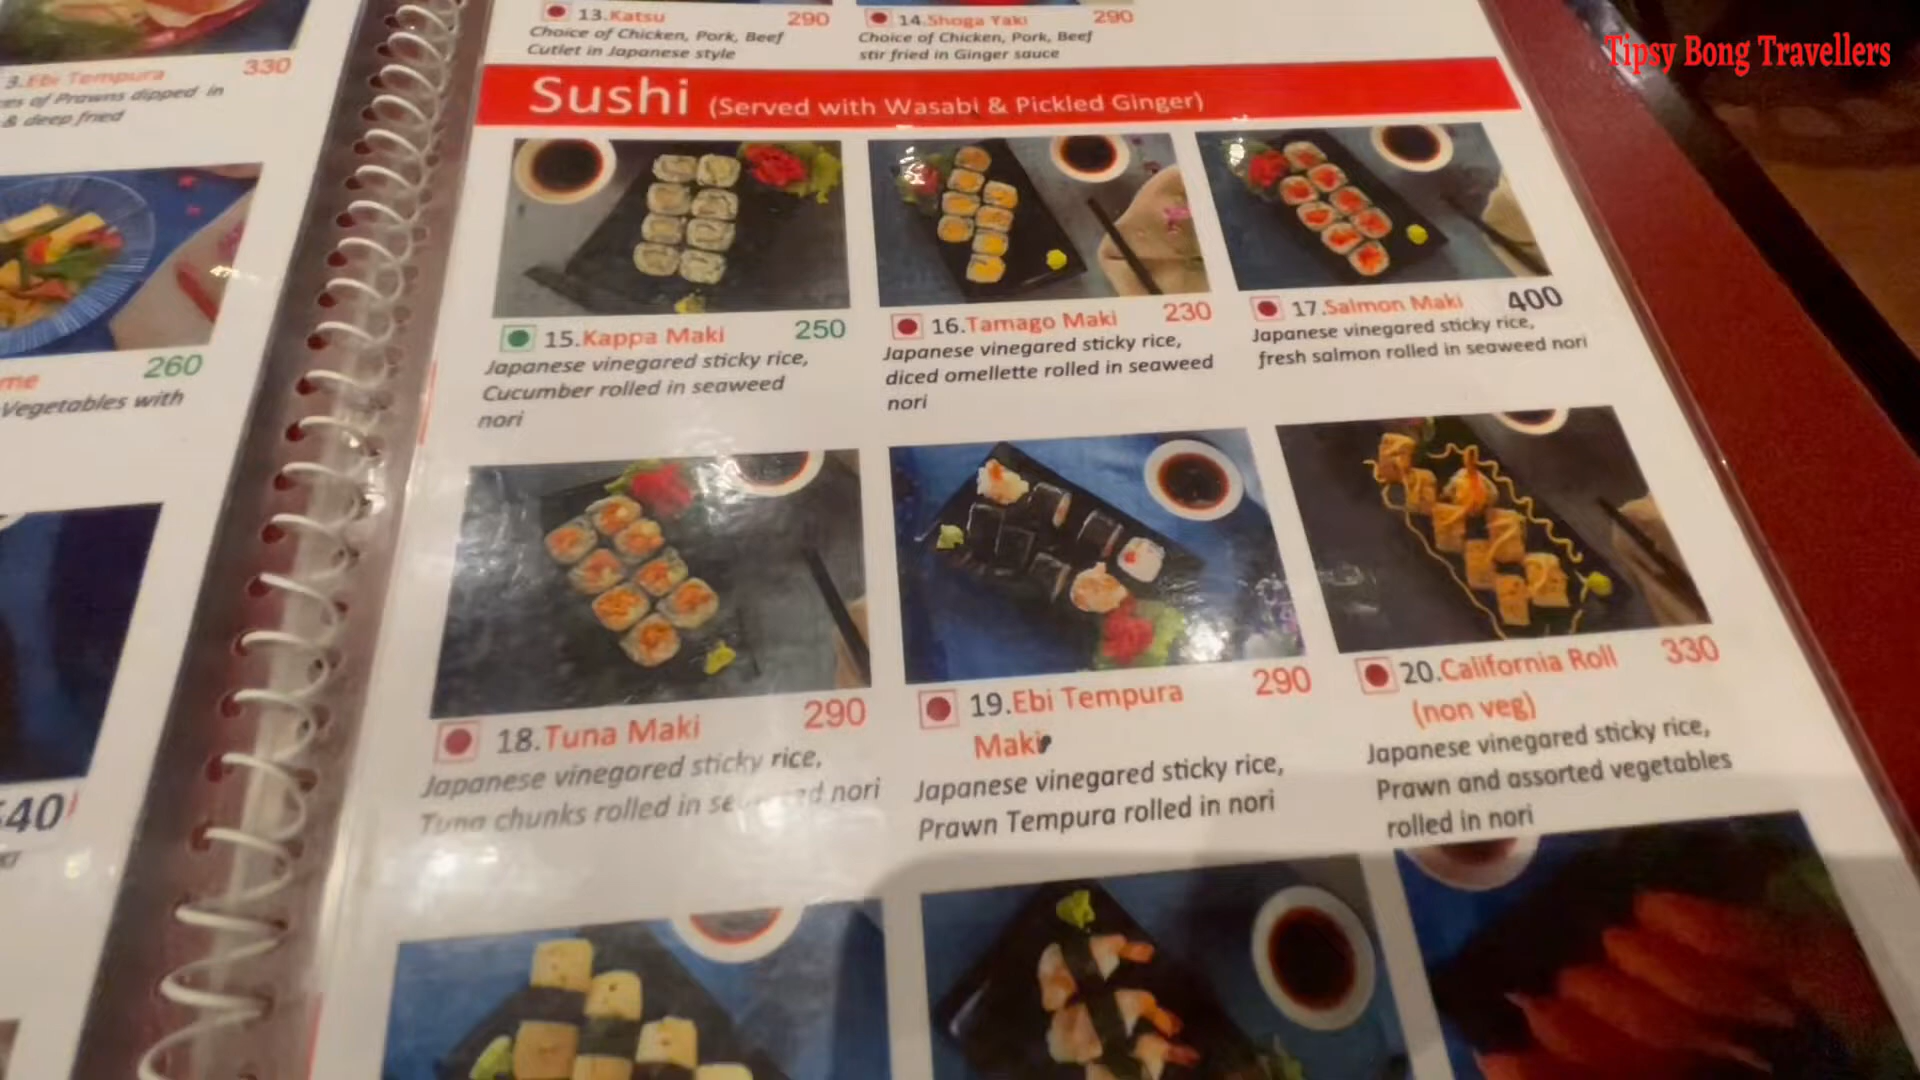 Tipsy Bong Travellers
3.Ebi Tempura 330
of Prawns dipped in
& deep fried
260
Vegetables with
13.Katsu 290
Choice of Chicken, Pork, Beef
Cutlet in Japanese style
14.Shoga Yaki 290
Choice of Chicken, Pork, Beef
stir fried in Ginger sauce
Sushi (Served with Wasabi & Pickled Ginger)
15.Kappa Maki 250
Japanese vinegared sticky rice,
Cucumber rolled in seaweed
nori
16.Tamago Maki 230
Japanese vinegared sticky rice,
diced omellette rolled in seaweed
nori
17.Salmon Maki 400
Japanese vinegared sticky rice,
fresh salmon rolled in seaweed nori
18.Tuna Maki 290
Japanese vinegared sticky rice,
Tuna chunks rolled in nori
19.Ebi Tempura 290
Maki
Japanese vinegared sticky rice,
Prawn Tempura rolled in nori
20.California Roll 330
(non veg)
Japanese vinegared sticky rice,
Prawn and assorted vegetables
rolled in nori